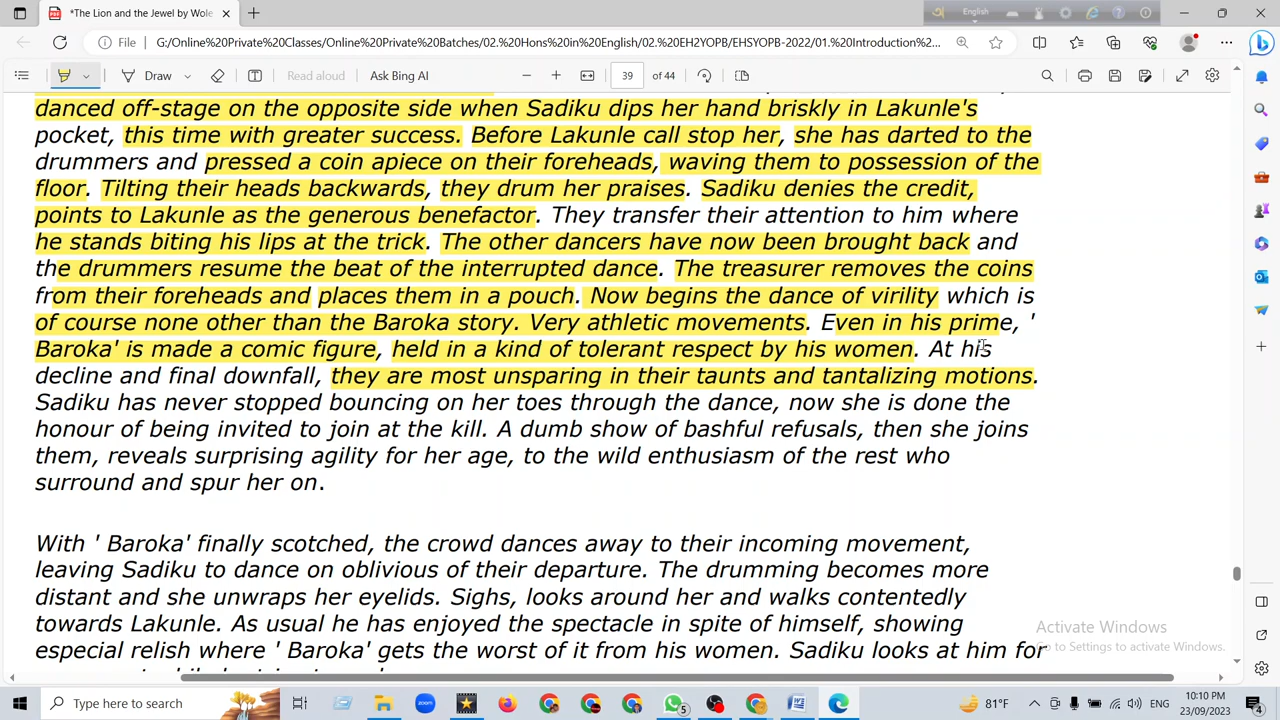 *The Lion and the Jewel by Wole
English
File
G:/Online%20Private%20Classes/Online%20Private%20Batches/02.%20Hons%20in%20English/02.%20EH2YOPB/EHSYOPB-2022/01.%20Introduction%20...
Draw
Read aloud
Ask Bing AI
39 of 44
danced off-stage on the opposite side when Sadiku dips her hand briskly in Lakunle's
pocket, this time with greater success. Before Lakunle call stop her, she has darted to the
drummers and pressed a coin apiece on their foreheads, waving them to possession of the
floor. Tilting their heads backwards, they drum her praises. Sadiku denies the credit,
points to Lakunle as the generous benefactor. They transfer their attention to him where
he stands biting his lips at the trick. The other dancers have now been brought back and
the drummers resume the beat of the interrupted dance. The treasurer removes the coins
from their foreheads and places them in a pouch. Now begins the dance of virility which is
of course none other than the Baroka story. Very athletic movements. Even in his prime, '
Baroka' is made a comic figure, held in a kind of tolerant respect by his women. At his
decline and final downfall, they are most unsparing in their taunts and tantalizing motions.
Sadiku has never stopped bouncing on her toes through the dance, now she is done the
honour of being invited to join at the kill. A dumb show of bashful refusals, then she joins
them, reveals surprising agility for her age, to the wild enthusiasm of the rest who
surround and spur her on.
With ' Baroka' finally scotched, the crowd dances away to their incoming movement,
leaving Sadiku to dance on oblivious of their departure. The drumming becomes more
distant and she unwraps her eyelids. Sighs, looks around her and walks contentedly
towards Lakunle. As usual he has enjoyed the spectacle in spite of himself, showing
especial relish where ' Baroka' gets the worst of it from his women. Sadiku looks at him for
Activate Windows
Go to Settings to activate Windows.
Type here to search
zoom
5
81°F
ENG
10:10 PM
23/09/2023
4